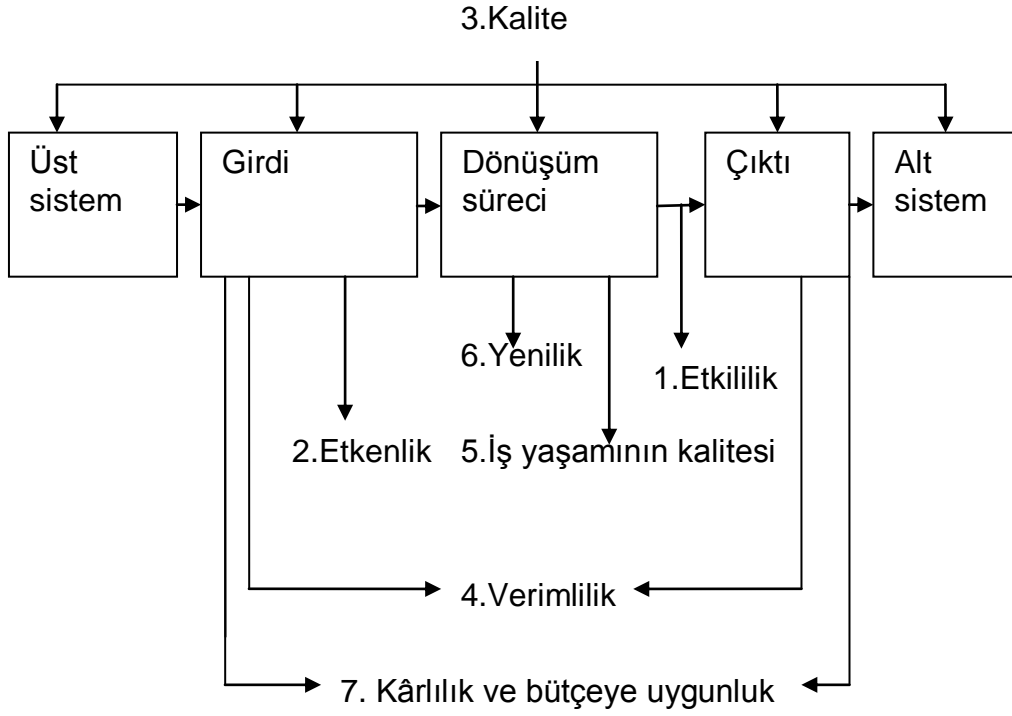 3.Kalite
Üst
sistem
Girdi
Dönüşüm
süreci
Çıktı
Alt
sistem
6.Yenilik
1.Etkililik
2.Etkenlik
5.İş yaşamının kalitesi
4.Verimlilik
7. Kârlılık ve bütçeye uygunluk